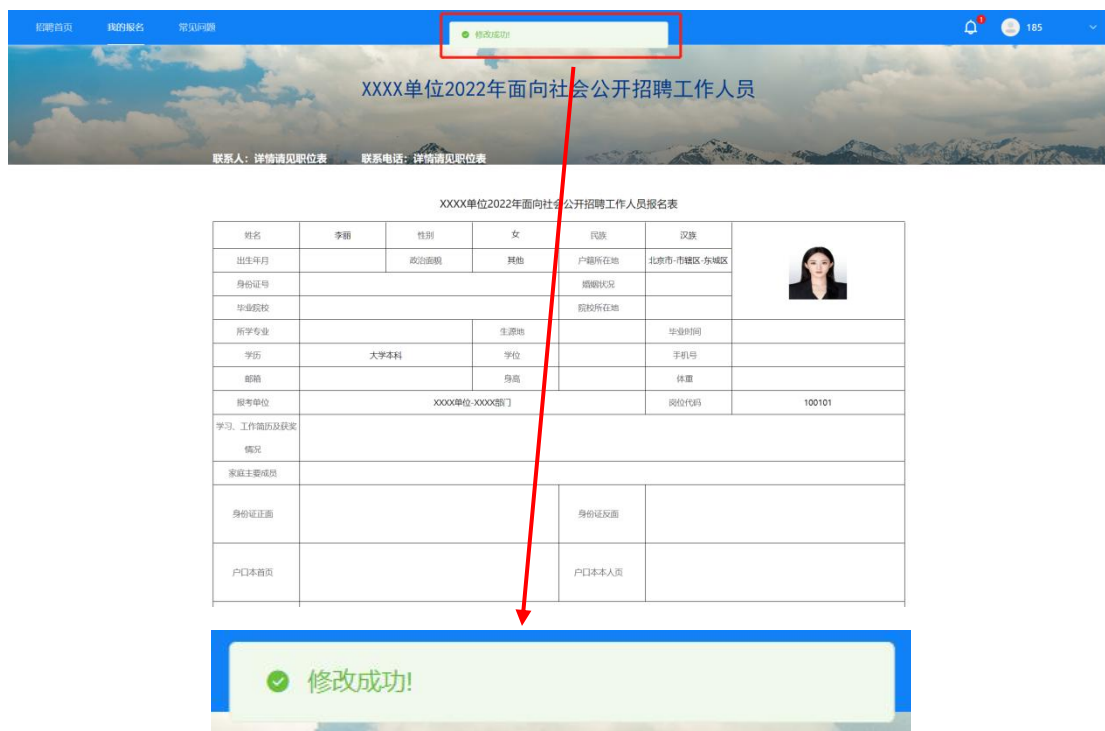 招聘首页 我的报名 常见问题 修改成功! 1 185
XXXX单位2022年面向社会公开招聘工作人员
联系人：详情请见职位表 联系电话：详情请见职位表
XXXX单位2022年面向社会公开招聘工作人员报名表
姓名 李丽 性别 女 民族 汉族
出生年月 政治面貌 其他 户籍所在地 北京市-市辖区-东城区
身份证号 婚姻状况
毕业院校 院校所在地
所学专业 生源地 毕业时间
学历 大学本科 学位 手机号
邮箱 身高 体重
报考单位 XXXX单位-XXXX部门 岗位代码 100101
学习、工作简历及获奖
情况
家庭主要成员
身份证正面 身份证反面
户口本首页 户口本本人页
修改成功!